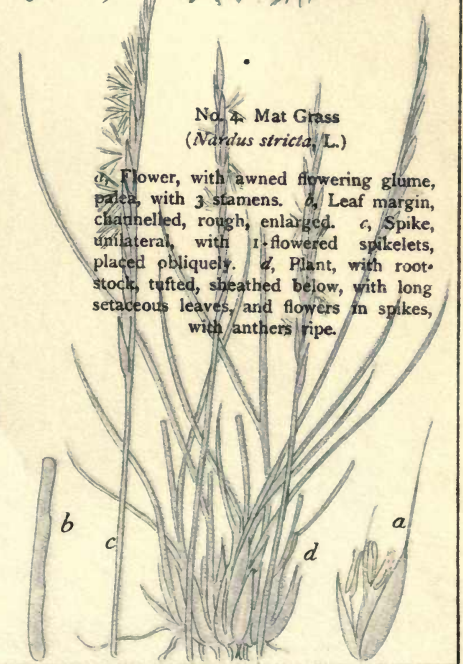 No. 4. Mat Grass
(Nardus stricta, L.)
a, Flower, with awned flowering glume,
palea, with 3 stamens. b, Leaf margin,
channelled, rough, enlarged. c, Spike,
unilateral, with 1-flowered spikelets,
placed obliquely. d, Plant, with root-
stock, tufted, sheathed below, with long
setaceous leaves, and flowers in spikes,
with anthers ripe.
b
c
d
a